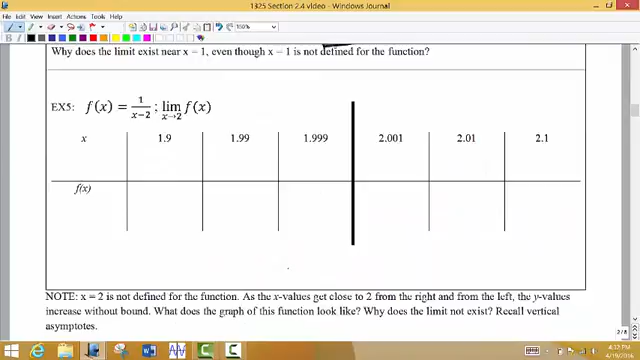 1325 Section 2.4 video - Windows Journal
File Edit View Insert Actions Tools Help
150%
Why does the limit exist near x = 1, even though x = 1 is not defined for the function?
EX5: f(x) = 1/(x−2) ; lim x→2 f(x)
x 1.9 1.99 1.999 2.001 2.01 2.1
f(x)
NOTE: x = 2 is not defined for the function. As the x-values get close to 2 from the right and from the left, the y-values
increase without bound. What does the graph of this function look like? Why does the limit not exist? Recall vertical
asymptotes.
2/8
4:12 PM
4/19/2016